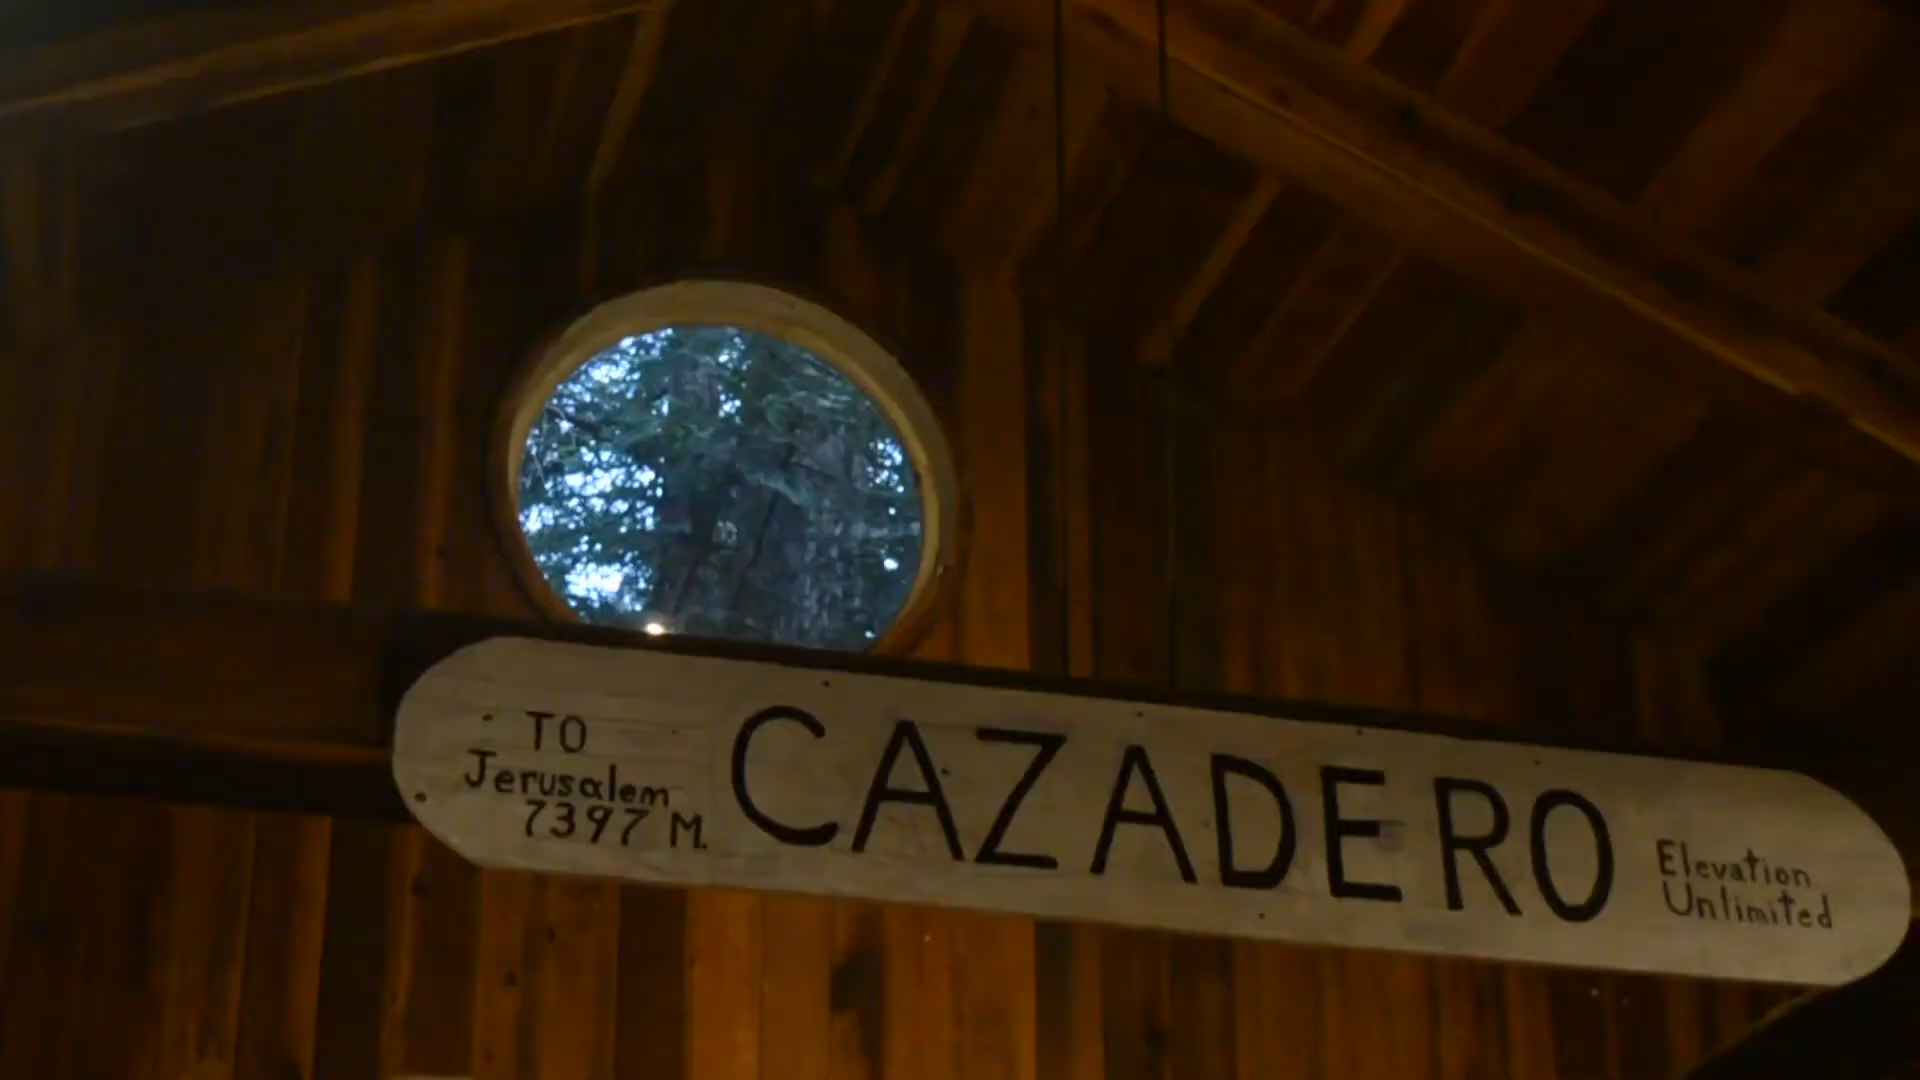 TO
Jerusalem
7397 M.
CAZADERO
Elevation
Unlimited